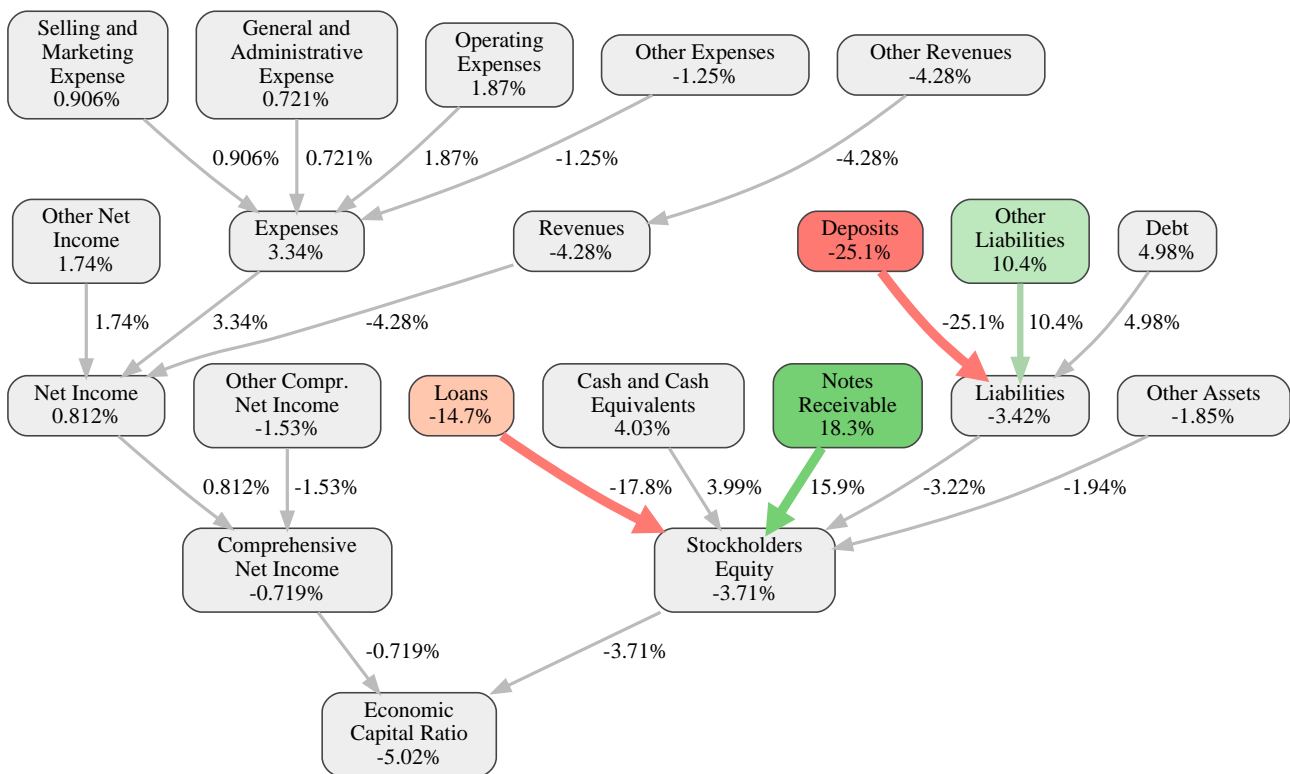 Selling and
Marketing
Expense
0.906%
General and
Administrative
Expense
0.721%
Operating
Expenses
1.87%
Other Expenses
-1.25%
Other Revenues
-4.28%
0.906%
0.721%
1.87%
-1.25%
-4.28%
Other Net
Income
1.74%
Expenses
3.34%
Revenues
-4.28%
Deposits
-25.1%
Other
Liabilities
10.4%
Debt
4.98%
1.74%
3.34%
-4.28%
-25.1%
10.4%
4.98%
Net Income
0.812%
Other Compr.
Net Income
-1.53%
Loans
-14.7%
Cash and Cash
Equivalents
4.03%
Notes
Receivable
18.3%
Liabilities
-3.42%
Other Assets
-1.85%
0.812%
-1.53%
-17.8%
3.99%
15.9%
-3.22%
-1.94%
Comprehensive
Net Income
-0.719%
Stockholders
Equity
-3.71%
-0.719%
-3.71%
Economic
Capital Ratio
-5.02%